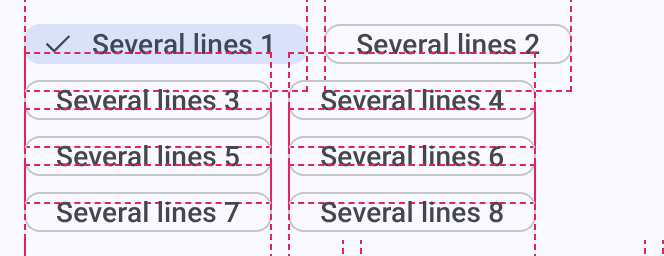 Several lines 1
Several lines 2
Several lines 3
Several lines 4
Several lines 5
Several lines 6
Several lines 7
Several lines 8